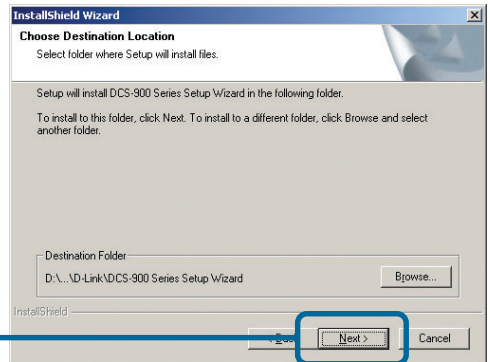 InstallShield Wizard
Choose Destination Location
Select folder where Setup will install files.
Setup will install DCS-900 Series Setup Wizard in the following folder.
To install to this folder, click Next. To install to a different folder, click Browse and select
another folder.
Destination Folder
D:\...\D-Link\DCS-900 Series Setup Wizard
Browse...
InstallShield
Next >
Cancel